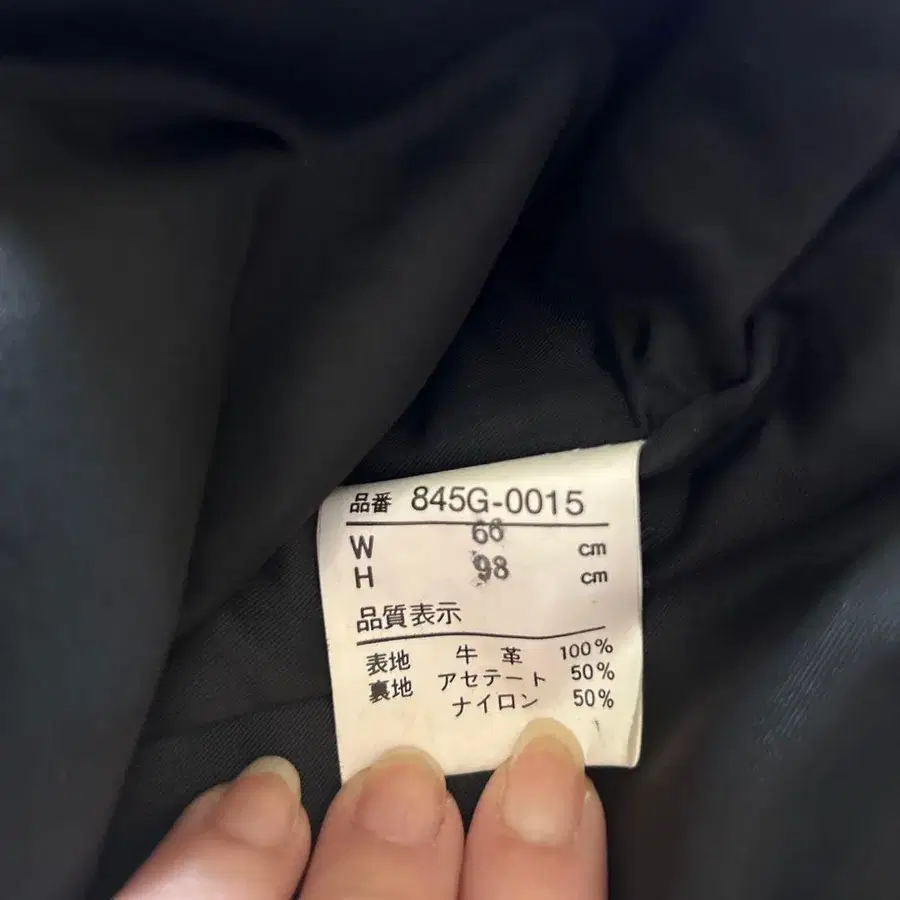 品番 845G-0015
W 66 cm
H 98 cm
品質表示
表地 牛革 100%
裏地 アセテート 50%
ナイロン 50%